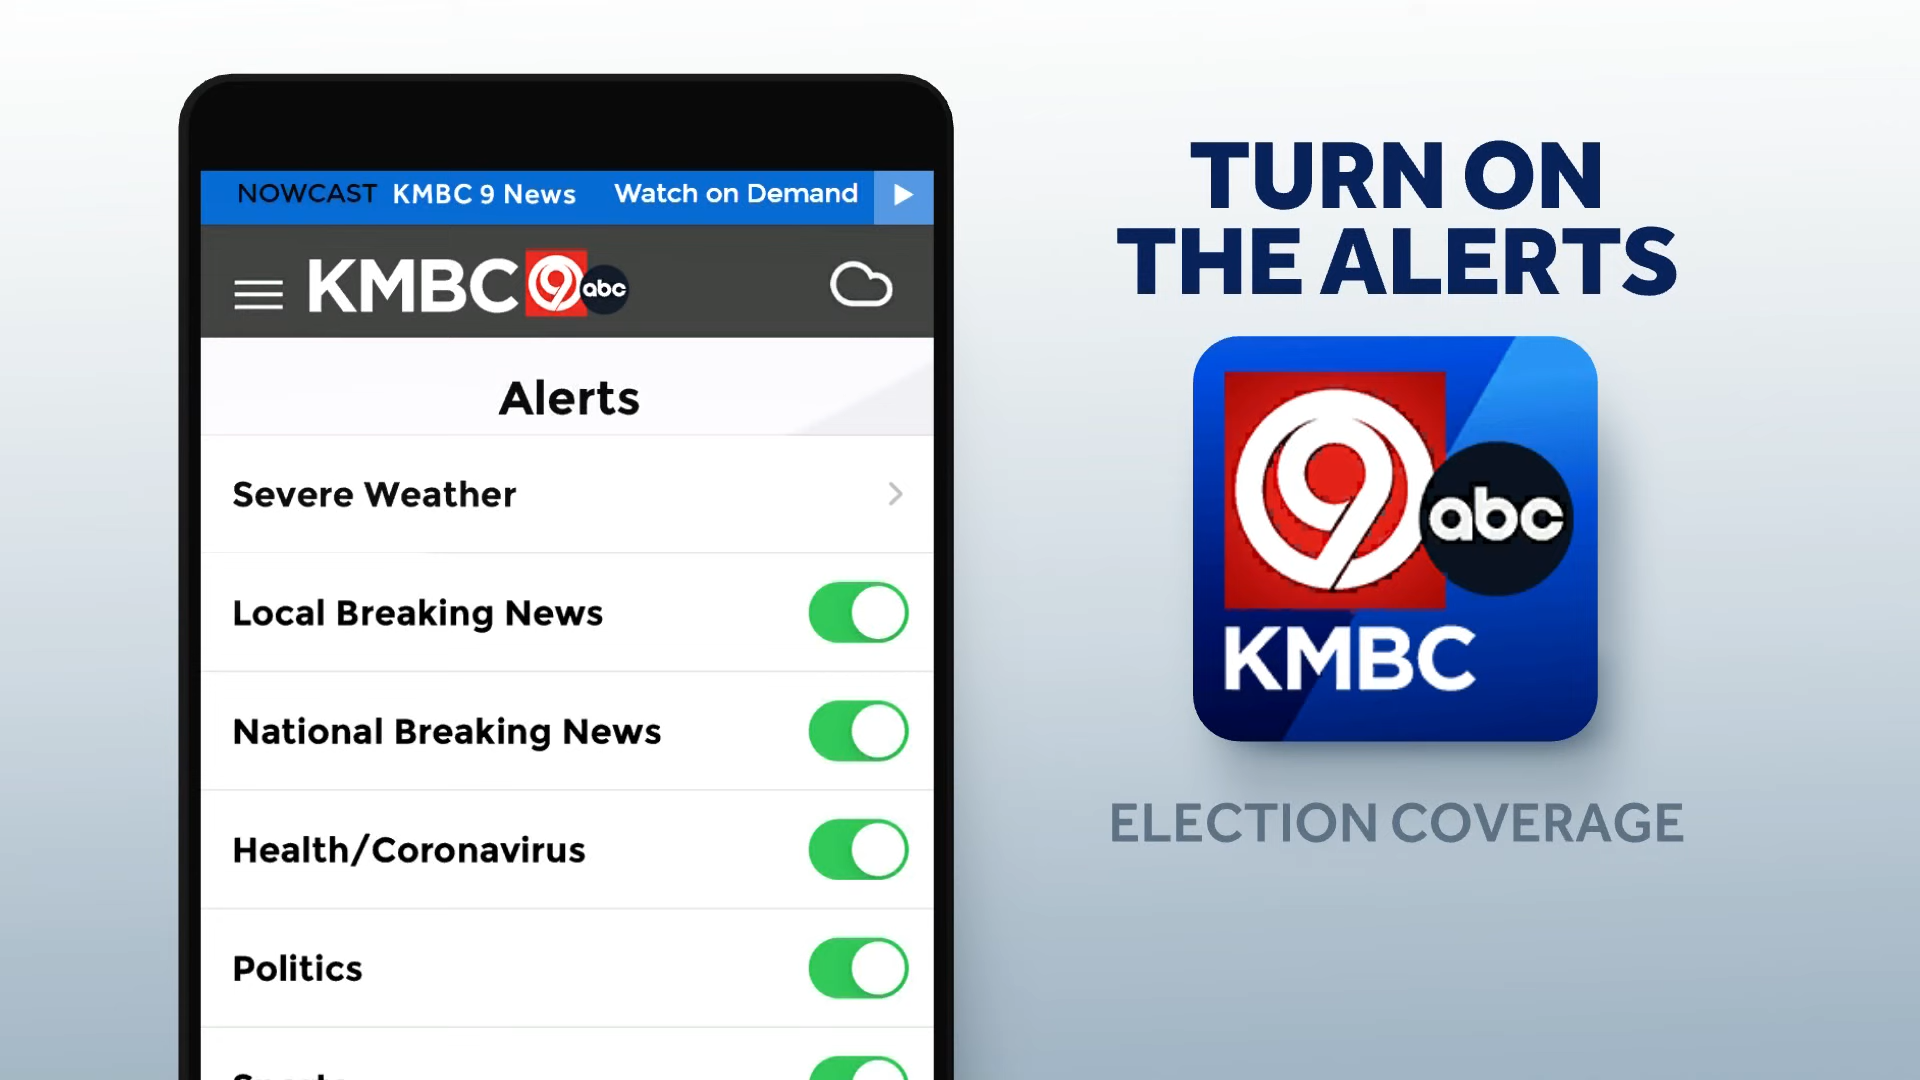 NOWCAST KMBC 9 News Watch on Demand
KMBC 9 abc
Alerts
Severe Weather
Local Breaking News
National Breaking News
Health/Coronavirus
Politics
TURN ON
THE ALERTS
9 abc
KMBC
ELECTION COVERAGE